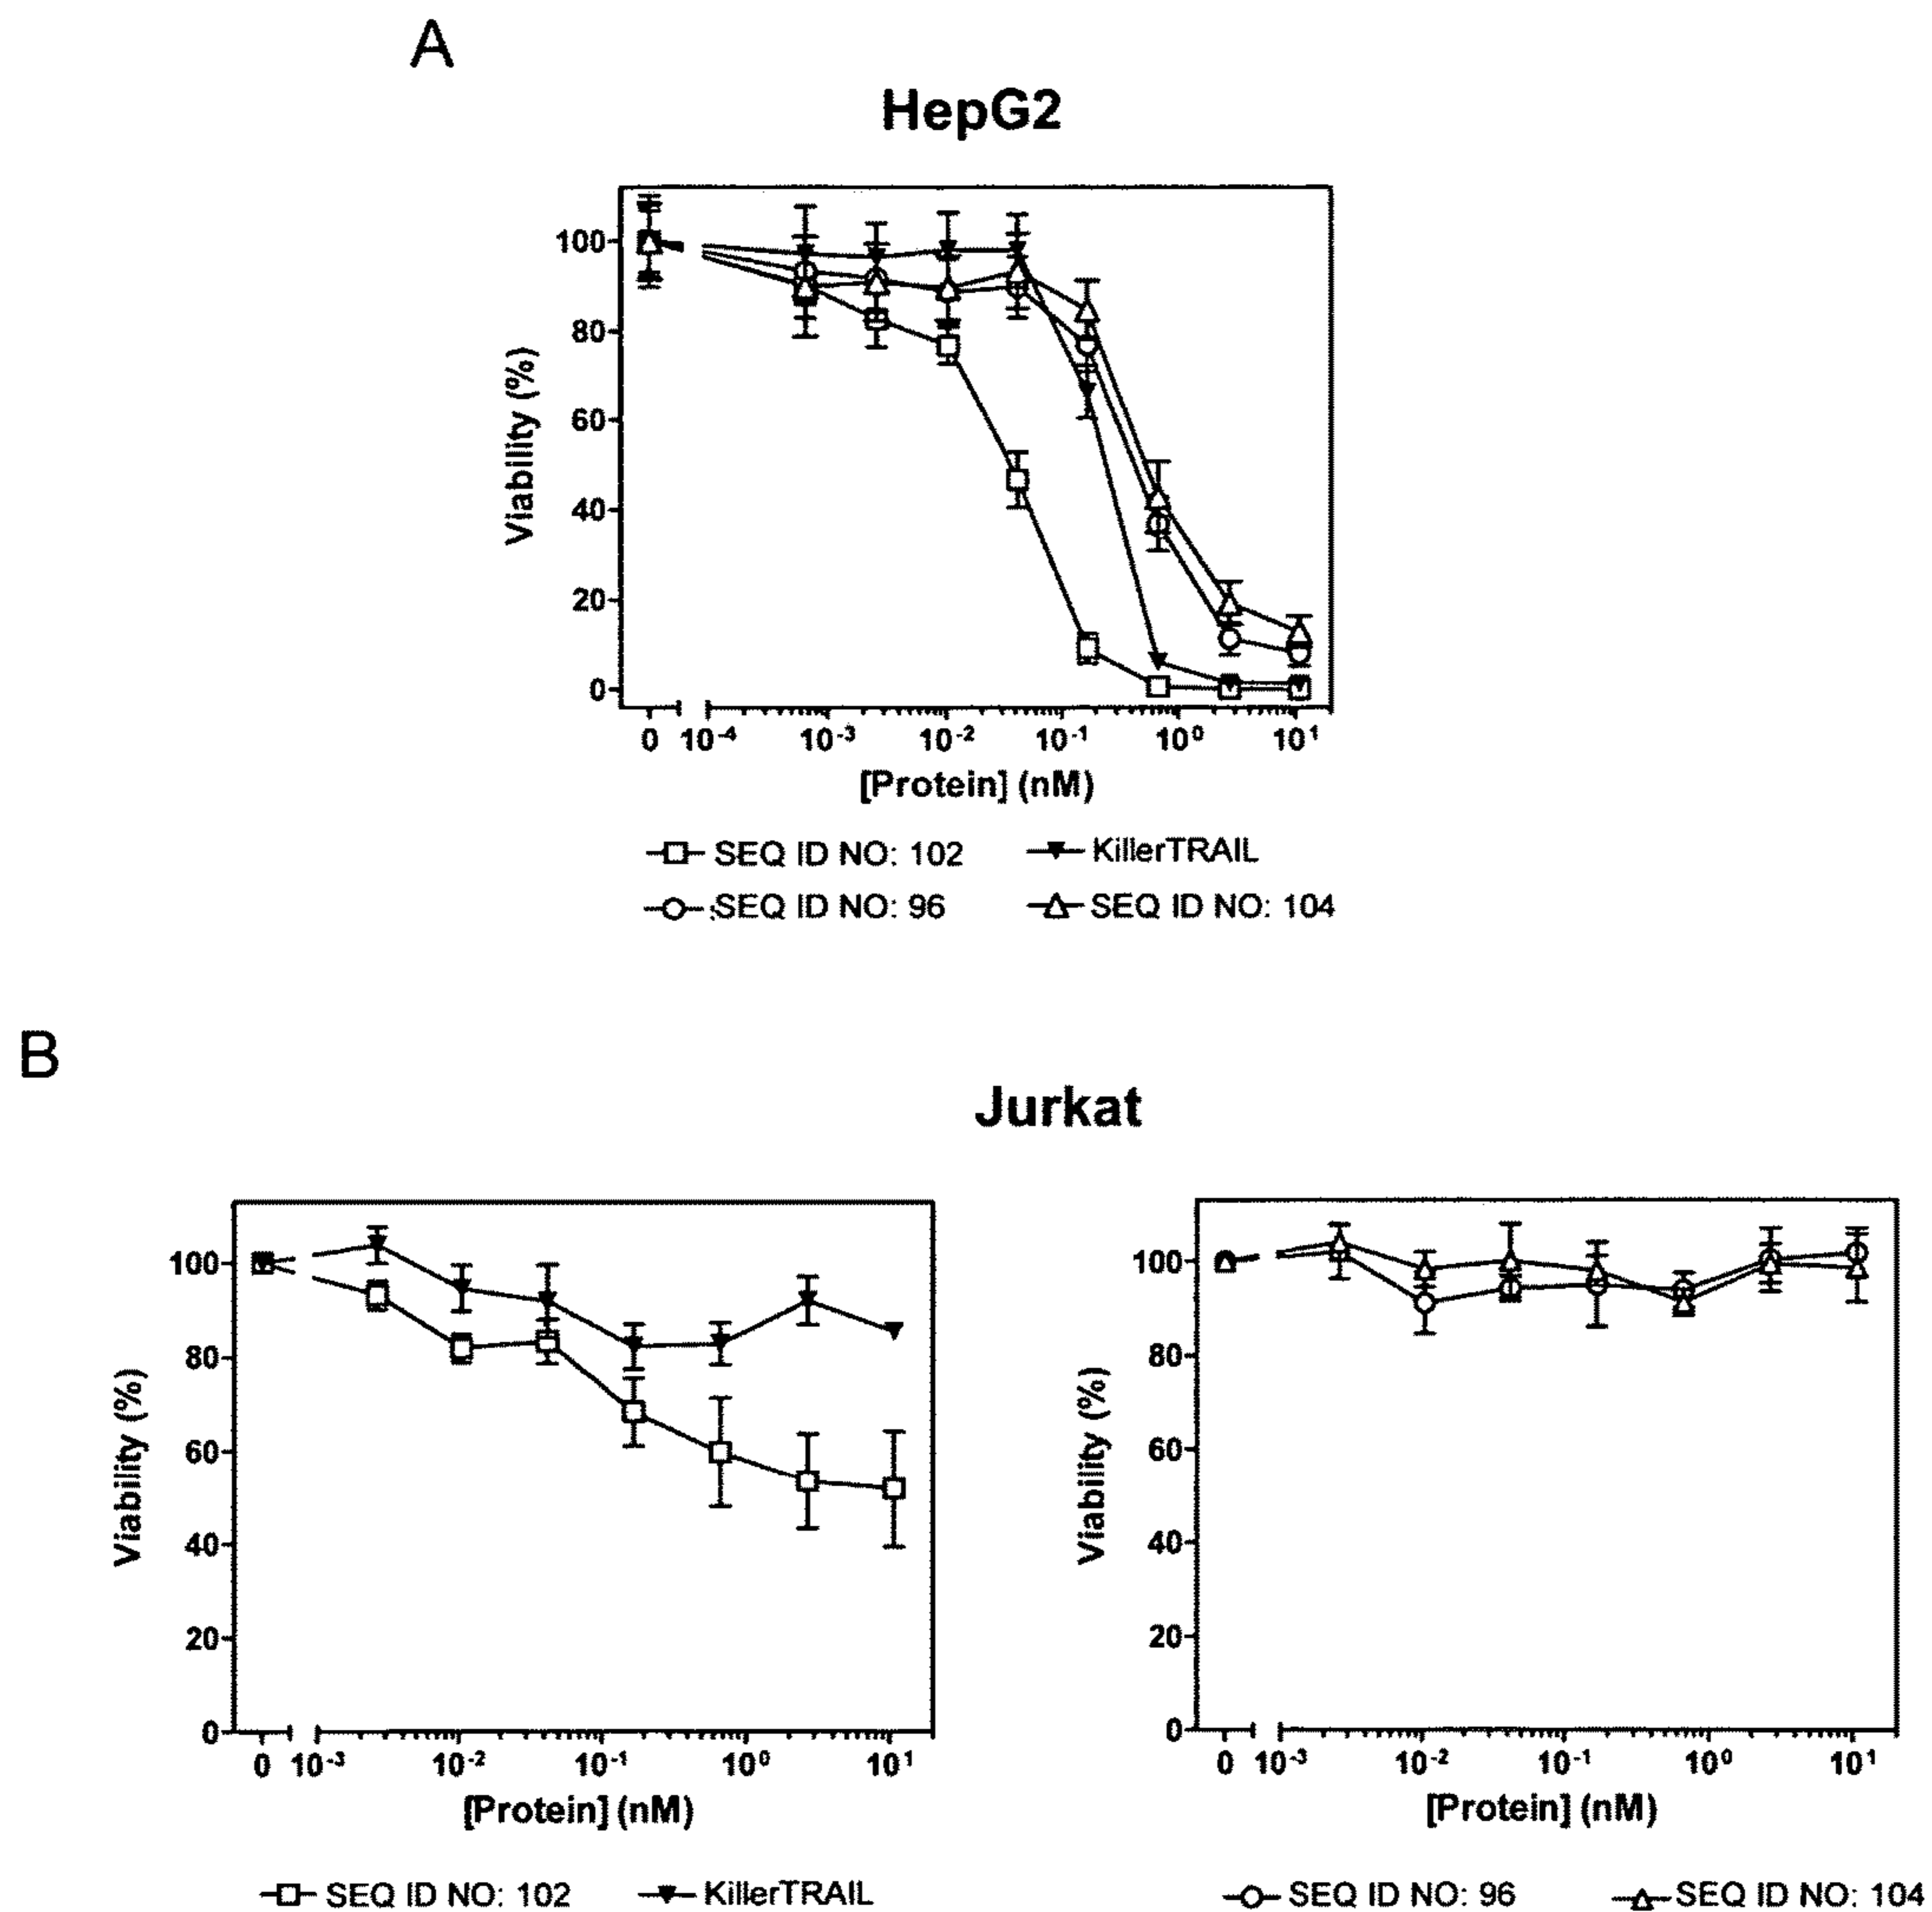 A
HepG2
Viability (%)
100
80
60
40
20
0
0 10⁻⁴ 10⁻³ 10⁻² 10⁻¹ 10⁰ 10¹
[Protein] (nM)
SEQ ID NO: 102 KillerTRAIL
SEQ ID NO: 96 SEQ ID NO: 104
B
Jurkat
Viability (%)
100
80
60
40
20
0
0 10⁻³ 10⁻² 10⁻¹ 10⁰ 10¹
[Protein] (nM)
SEQ ID NO: 102 KillerTRAIL
Viability (%)
100
80
60
40
20
0
0 10⁻³ 10⁻² 10⁻¹ 10⁰ 10¹
[Protein] (nM)
SEQ ID NO: 96 SEQ ID NO: 104